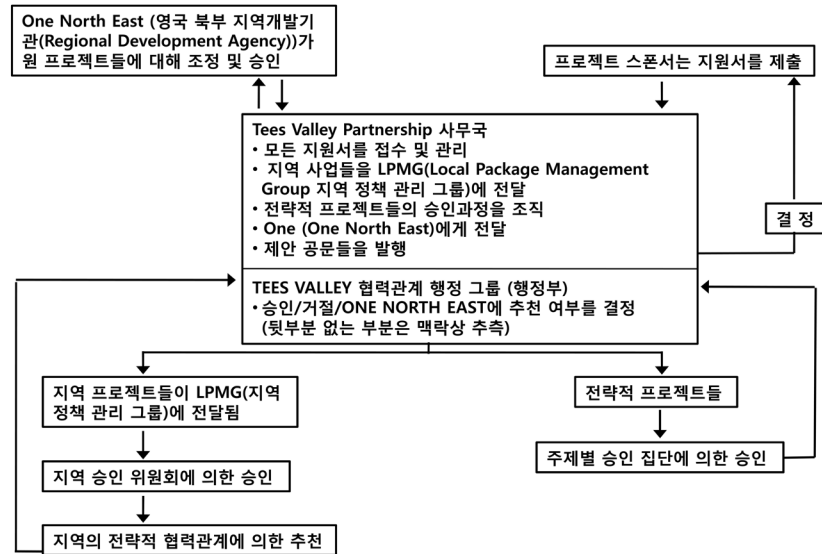 One North East (영국 북부 지역개발기
관(Regional Development Agency))가
원 프로젝트들에 대해 조정 및 승인
프로젝트 스폰서는 지원서를 제출
Tees Valley Partnership 사무국
• 모든 지원서를 접수 및 관리
• 지역 사업들을 LPMG(Local Package Management
Group 지역 정책 관리 그룹)에 전달
• 전략적 프로젝트들의 승인과정을 조직
• One (One North East)에게 전달
• 제안 공문들을 발행
결 정
TEES VALLEY 협력관계 행정 그룹 (행정부)
• 승인/거절/ONE NORTH EAST에 추천 여부를 결정
(뒷부분 없는 부분은 맥락상 추측)
지역 프로젝트들이 LPMG(지역
정책 관리 그룹)에 전달됨
전략적 프로젝트들
지역 승인 위원회에 의한 승인
주제별 승인 집단에 의한 승인
지역의 전략적 협력관계에 의한 추천